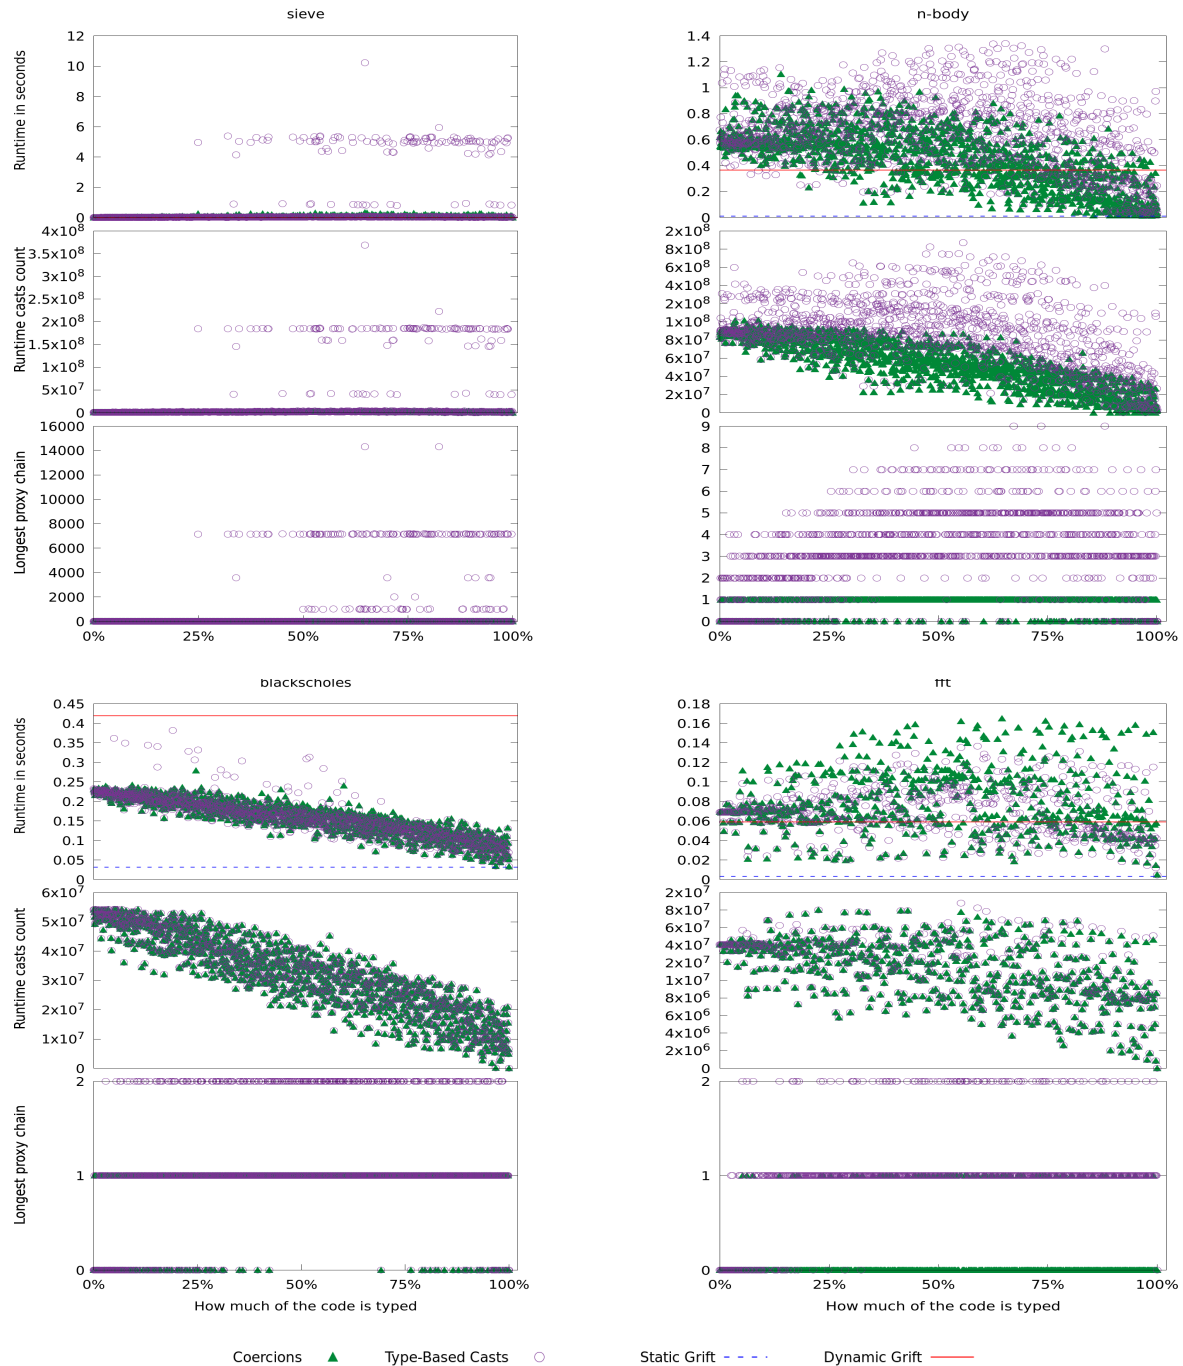 sieve
Runtime in seconds
12
10
8
6
4
2
0
Runtime casts count
4x10⁸
3.5x10⁸
3x10⁸
2.5x10⁸
2x10⁸
1.5x10⁸
1x10⁸
5x10⁷
0
Longest proxy chain
16000
14000
12000
10000
8000
6000
4000
2000
0
0% 25% 50% 75% 100%
n-body
1.4
1.2
1
0.8
0.6
0.4
0.2
0
2x10⁸
2x10⁸
2x10⁸
1x10⁸
1x10⁸
1x10⁸
8x10⁷
6x10⁷
4x10⁷
2x10⁷
0
9
8
7
6
5
4
3
2
1
0
0% 25% 50% 75% 100%
blackscholes
Runtime in seconds
0.45
0.4
0.35
0.3
0.25
0.2
0.15
0.1
0.05
0
Runtime casts count
6x10⁷
5x10⁷
4x10⁷
3x10⁷
2x10⁷
1x10⁷
0
Longest proxy chain
2
1
0
0% 25% 50% 75% 100%
How much of the code is typed
fft
0.18
0.16
0.14
0.12
0.1
0.08
0.06
0.04
0.02
0
2x10⁷
2x10⁷
2x10⁷
1x10⁷
1x10⁷
1x10⁷
8x10⁶
6x10⁶
4x10⁶
2x10⁶
0
2
1
0
0% 25% 50% 75% 100%
How much of the code is typed
Coercions Type-Based Casts Static Grift Dynamic Grift